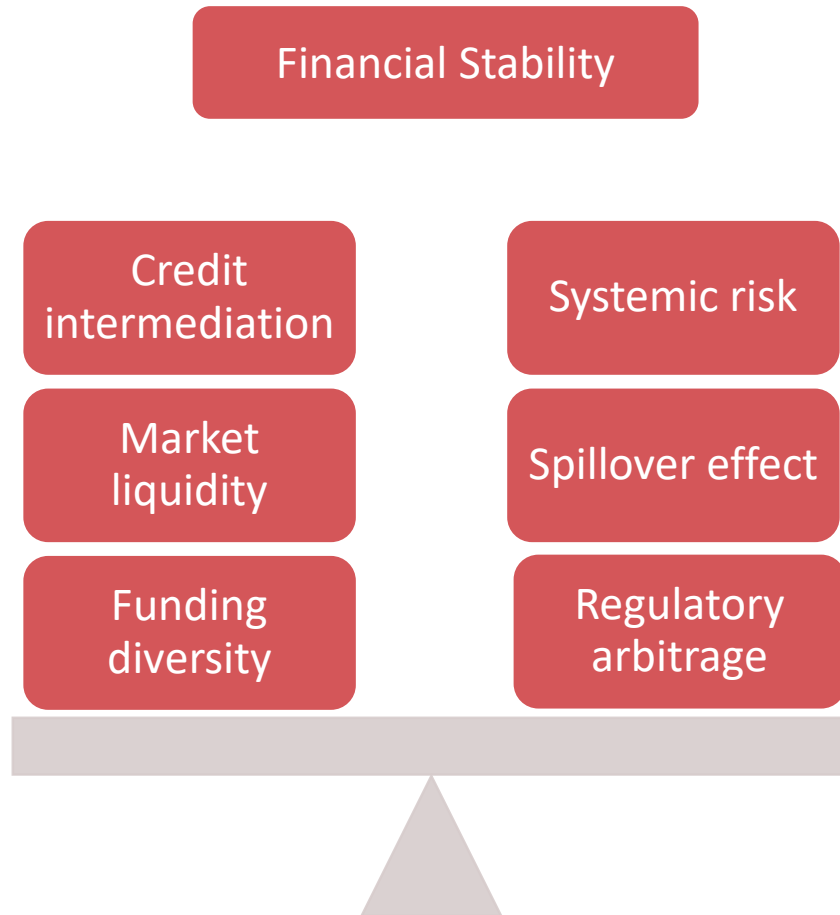 Financial Stability
Credit
intermediation
Market
liquidity
Funding
diversity
Systemic risk
Spillover effect
Regulatory
arbitrage